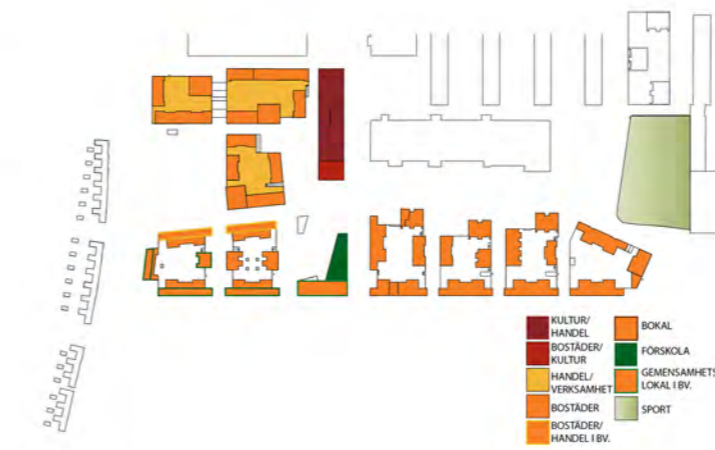 KULTUR/
HANDEL
BOSTÄDER/
KULTUR
HANDEL/
VERKSAMHET
BOSTÄDER
BOSTÄDER/
HANDEL I BV.
BOKAL
FÖRSKOLA
GEMENSAMHETS
LOKAL I BV.
SPORT